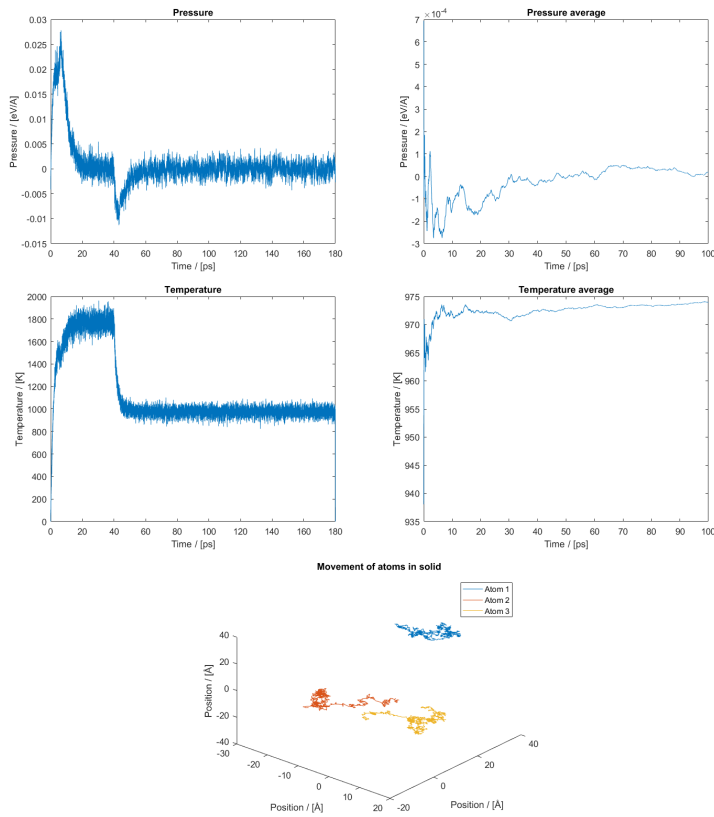 Pressure
Pressure / [eV/A]
0.03
0.025
0.02
0.015
0.01
0.005
0
-0.005
-0.01
-0.015
0 20 40 60 80 100 120 140 160 180
Time / [ps]
Pressure average
×10⁻⁴
Pressure / [eV/A]
7
6
5
4
3
2
1
0
-1
-2
-3
0 10 20 30 40 50 60 70 80 90 100
Time / [ps]
Temperature
Temperature / [K]
2000
1800
1600
1400
1200
1000
800
600
400
200
0
0 20 40 60 80 100 120 140 160 180
Time / [ps]
Temperature average
Temperature / [K]
975
970
965
960
955
950
945
940
935
0 10 20 30 40 50 60 70 80 90 100
Time / [ps]
Movement of atoms in solid
Atom 1
Atom 2
Atom 3
Position / [Å]
40
20
0
-20
-40
-30
-20
-10
0
10
20
Position / [Å]
-20
0
20
40
Position / [Å]